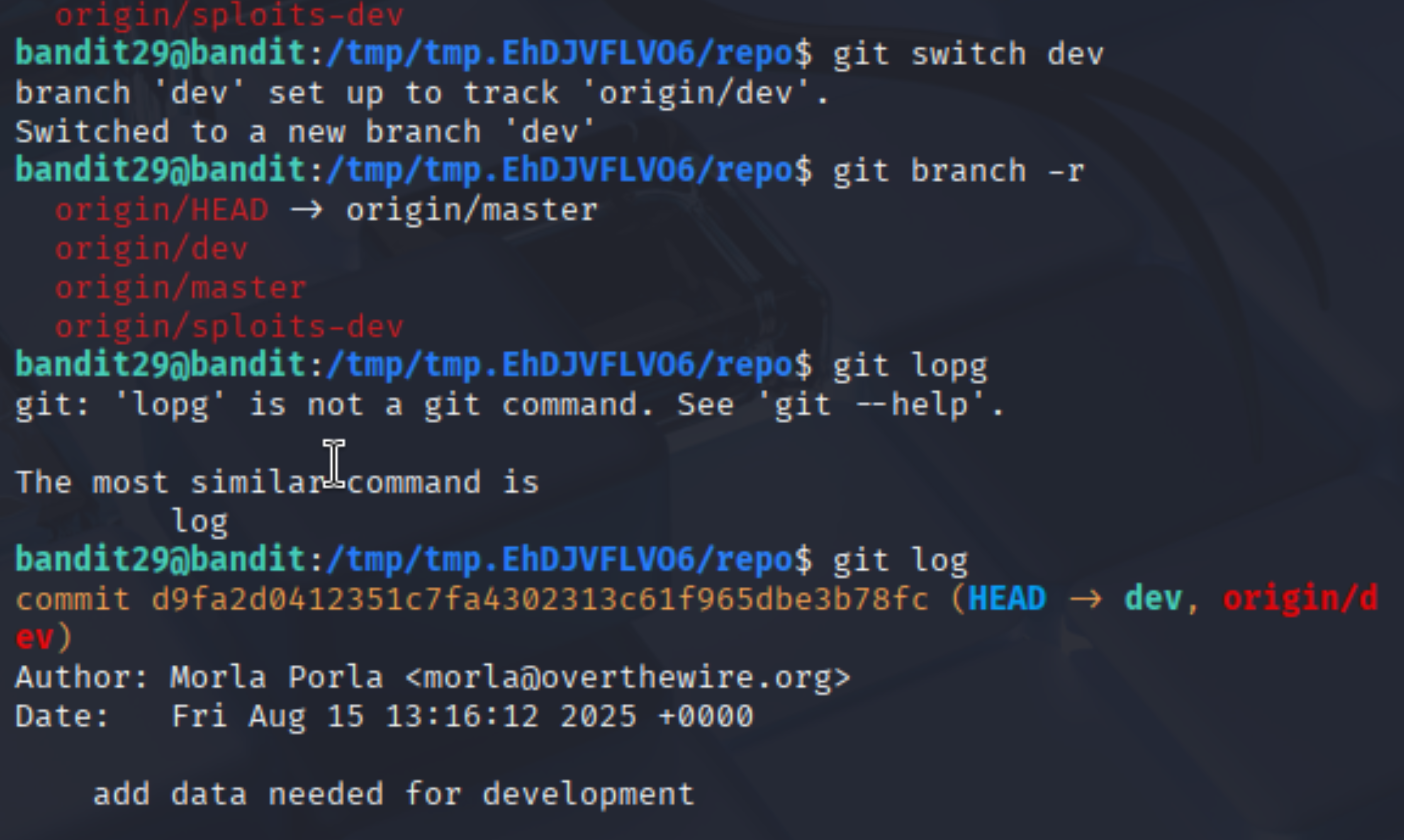 origin/sploits-dev
bandit29@bandit:/tmp/tmp.EhDJVFLVO6/repo$ git switch dev
branch 'dev' set up to track 'origin/dev'.
Switched to a new branch 'dev'
bandit29@bandit:/tmp/tmp.EhDJVFLVO6/repo$ git branch -r
origin/HEAD → origin/master
origin/dev
origin/master
origin/sploits-dev
bandit29@bandit:/tmp/tmp.EhDJVFLVO6/repo$ git lopg
git: 'lopg' is not a git command. See 'git --help'.
The most similar command is
log
bandit29@bandit:/tmp/tmp.EhDJVFLVO6/repo$ git log
commit d9fa2d0412351c7fa4302313c61f965dbe3b78fc (HEAD → dev, origin/d
ev)
Author: Morla Porla <morla@overthewire.org>
Date:   Fri Aug 15 13:16:12 2025 +0000
add data needed for development